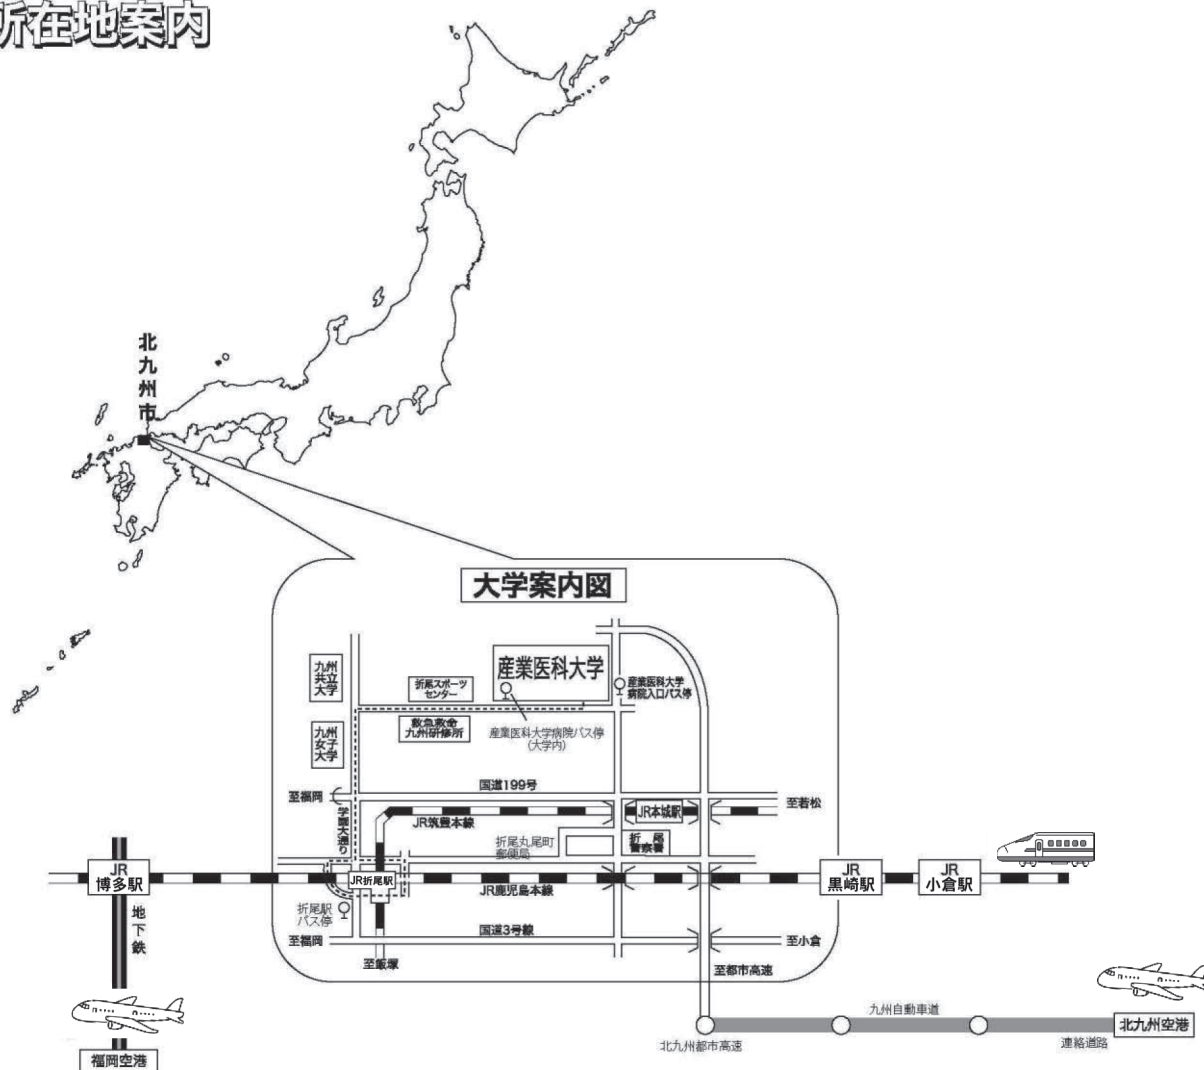 所在地案内
北九州市
大学案内図
九州
共立
大学
折尾スポーツ
センター
産業医科大学
産業医科大学
病院入口バス停
救急救命
九州研修所
産業医科大学病院バス停
(大学内)
九州
女子
大学
国道199号
至福岡
至若松
学園大通り
JR筑豊本線
JR本城駅
折尾丸尾町
郵便局
折尾
警察署
JR
博多駅
JR折尾駅
JR鹿児島本線
JR
黒崎駅
JR
小倉駅
地下鉄
折尾駅
バス停
国道3号線
至福岡
至小倉
至飯塚
至都市高速
九州自動車道
北九州空港
北九州都市高速
連絡道路
福岡空港